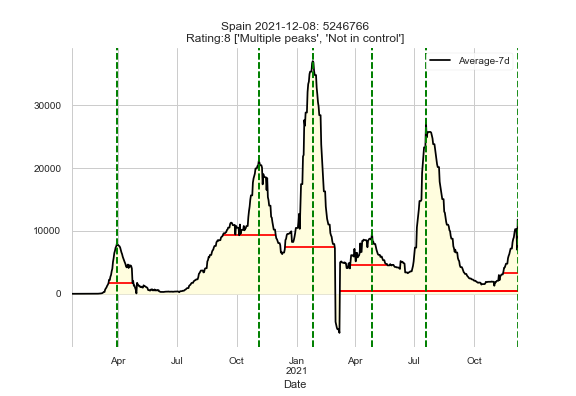 Spain 2021-12-08: 5246766
Rating:8 ['Multiple peaks', 'Not in control']
Average-7d
30000
20000
10000
0
Apr Jul Oct Jan Apr Jul Oct
2021
Date